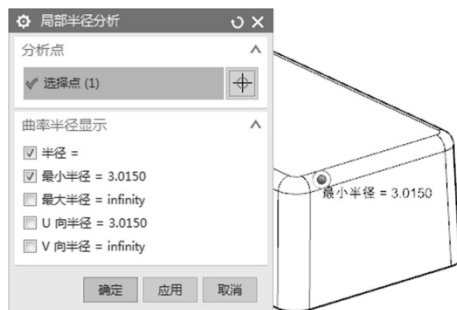 局部半径分析
分析点
选择点 (1)
曲率半径显示
半径 =
最小半径 = 3.0150
最大半径 = infinity
U 向半径 = 3.0150
V 向半径 = infinity
确定 应用 取消
最小半径 = 3.0150